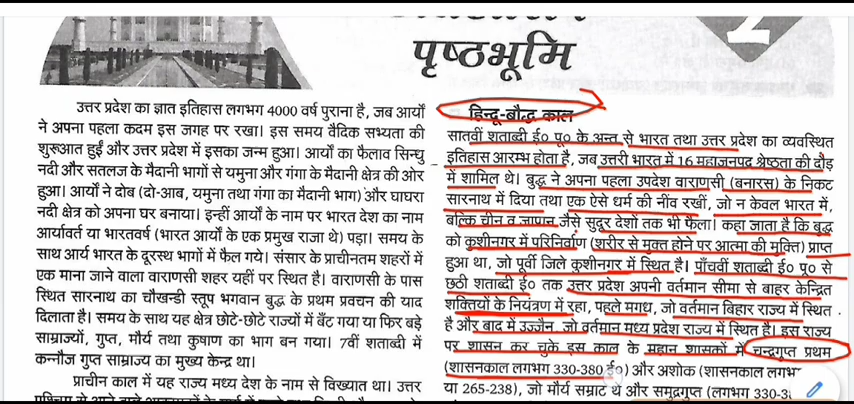 2
पृष्ठभूमि
उत्तर प्रदेश का ज्ञात इतिहास लगभग 4000 वर्ष पुराना है, जब आर्यों
ने अपना पहला कदम इस जगह पर रखा। इस समय वैदिक सभ्यता की
शुरूआत हुई और उत्तर प्रदेश में इसका जन्म हुआ। आर्यों का फैलाव सिन्धु
नदी और सतलज के मैदानी भागों से यमुना और गंगा के मैदानी क्षेत्र की ओर
हुआ। आर्यों ने दोब (दो-आब, यमुना तथा गंगा का मैदानी भाग) और घाघरा
नदी क्षेत्र को अपना घर बनाया। इन्हीं आर्यों के नाम पर भारत देश का नाम
आर्यावर्त या भारतवर्ष (भारत आर्यों के एक प्रमुख राजा थे) पड़ा। समय के
साथ आर्य भारत के दूरस्थ भागों में फैल गये। संसार के प्राचीनतम शहरों में
एक माना जाने वाला वाराणसी शहर यहीं पर स्थित है। वाराणसी के पास
स्थित सारनाथ का चौखण्डी स्तूप भगवान बुद्ध के प्रथम प्रवचन की याद
दिलाता है। समय के साथ यह क्षेत्र छोटे-छोटे राज्यों में बँट गया या फिर बड़े
साम्राज्यों, गुप्त, मौर्य तथा कुषाण का भाग बन गया। 7वीं शताब्दी में
कन्नौज गुप्त साम्राज्य का मुख्य केन्द्र था।
प्राचीन काल में यह राज्य मध्य देश के नाम से विख्यात था। उत्तर
हिन्दू-बौद्ध काल
सातवीं शताब्दी ई० पू० के अन्त से भारत तथा उत्तर प्रदेश का व्यवस्थित
इतिहास आरम्भ होता है, जब उत्तरी भारत में 16 महाजनपद श्रेष्ठता की दौड़
में शामिल थे। बुद्ध ने अपना पहला उपदेश वाराणसी (बनारस) के निकट
सारनाथ में दिया तथा एक ऐसे धर्म की नींव रखीं, जो न केवल भारत में,
बल्कि चीन व जापान जैसे सुदूर देशो तक भी फैला। कहा जाता है कि बुद्ध
को कुशीनगर में परिनिर्वाण (शरीर से मुक्त होने पर आत्मा की मुक्ति) प्राप्त
हुआ था, जो पूर्वी जिले कुशीनगर में स्थित है। पाँचवीं शताब्दी ई० पू० से
छठी शताब्दी ई० तक उत्तर प्रदेश अपनी वर्तमान सीमा से बाहर केन्द्रित
शक्तियों के नियंत्रण में रहा, पहले मगध, जो वर्तमान बिहार राज्य में स्थित
है और बाद में उज्जैन, जो वर्तमान मध्य प्रदेश राज्य में स्थित है। इस राज्य
पर शासन कर चुके इस काल के महान शासकों में चन्द्रगुप्त प्रथम
(शासनकाल लगभग 330-380 ई०) और अशोक (शासनकाल लगभग
या 265-238), जो मौर्य सम्राट थे और समुद्रगुप्त (लगभग 330-3